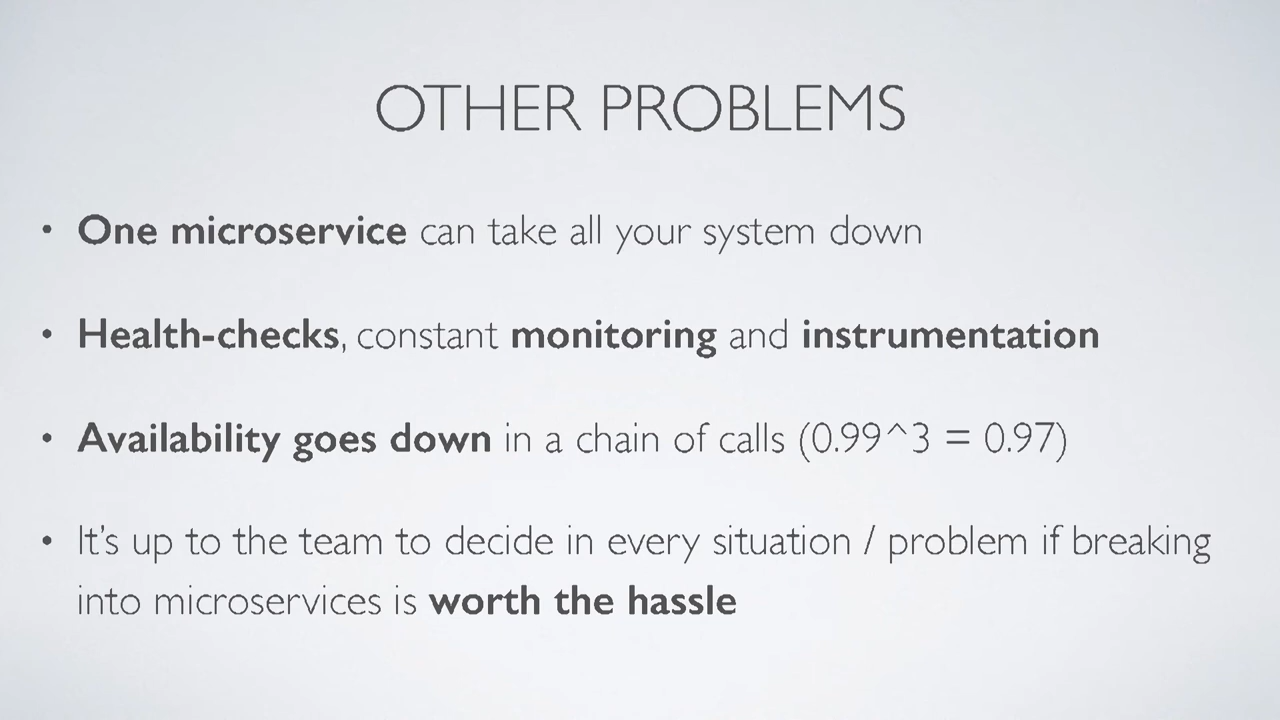 OTHER PROBLEMS
• One microservice can take all your system down
• Health-checks, constant monitoring and instrumentation
• Availability goes down in a chain of calls (0.99^3 = 0.97)
• It’s up to the team to decide in every situation / problem if breaking
into microservices is worth the hassle